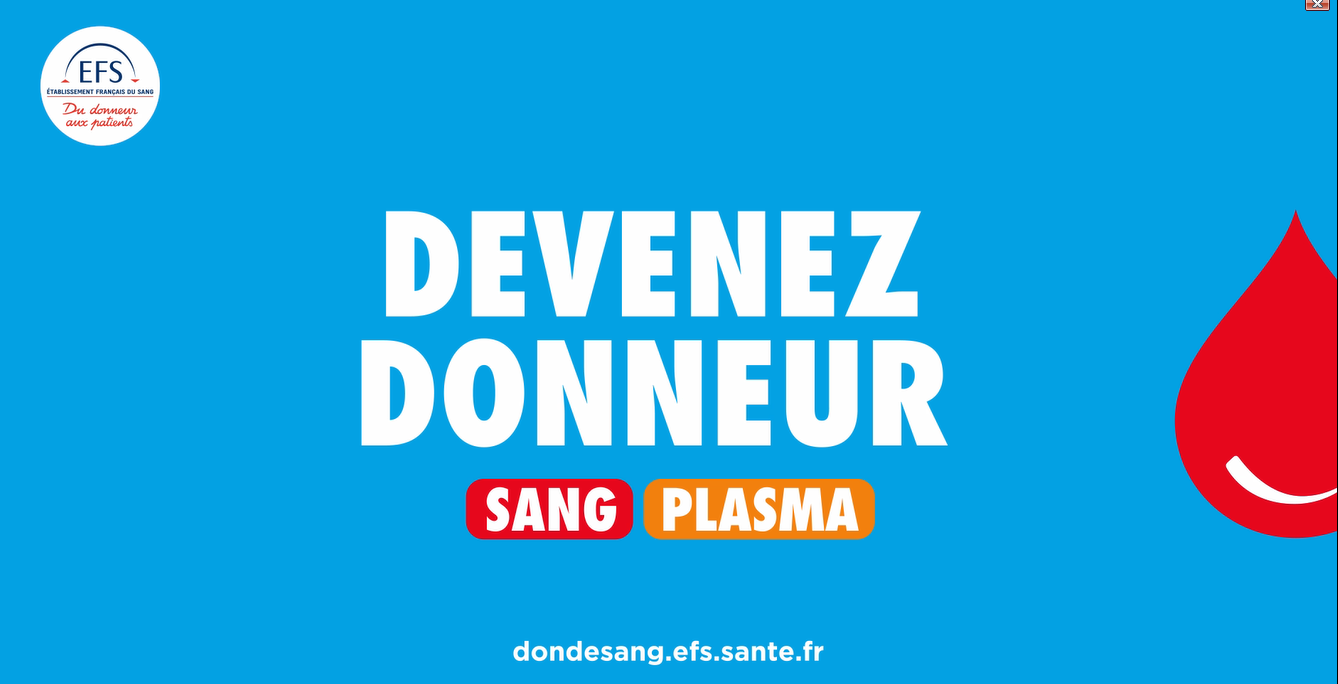 EFS
ÉTABLISSEMENT FRANÇAIS DU SANG
Du donneur
aux patients
DEVENEZ
DONNEUR
SANG PLASMA
dondesang.efs.sante.fr